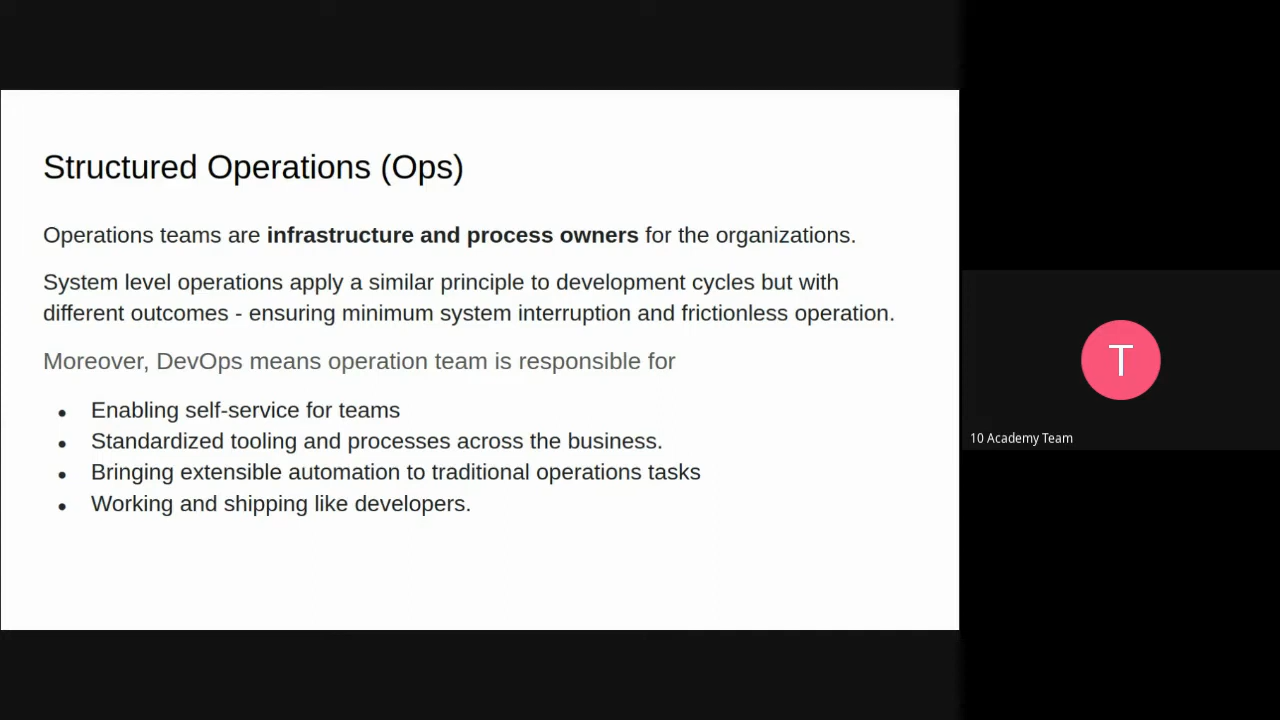 Structured Operations (Ops)
Operations teams are infrastructure and process owners for the organizations.
System level operations apply a similar principle to development cycles but with
different outcomes - ensuring minimum system interruption and frictionless operation.
Moreover, DevOps means operation team is responsible for
● Enabling self-service for teams
● Standardized tooling and processes across the business.
● Bringing extensible automation to traditional operations tasks
● Working and shipping like developers.
T
10 Academy Team